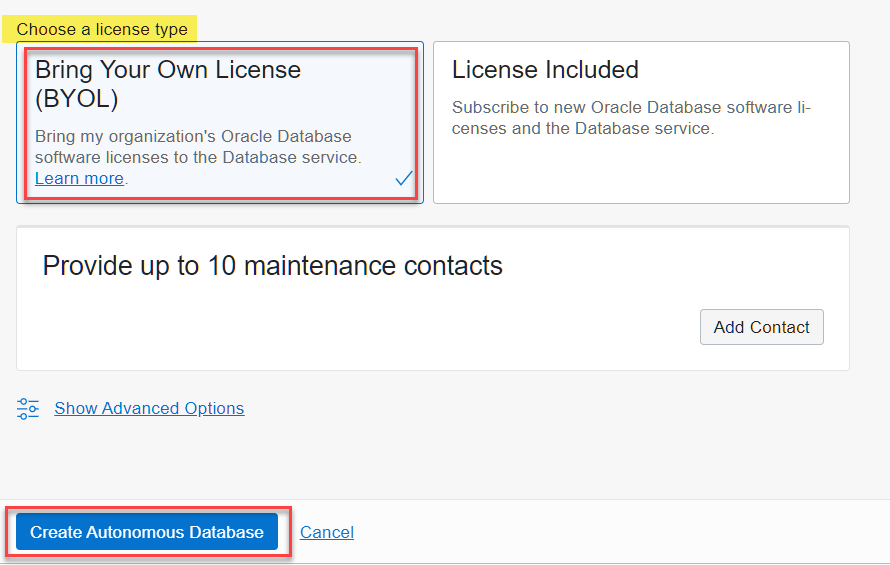 Choose a license type
Bring Your Own License
(BYOL)
Bring my organization's Oracle Database
software licenses to the Database service.
Learn more.
License Included
Subscribe to new Oracle Database software li-
censes and the Database service.
Provide up to 10 maintenance contacts
Add Contact
Show Advanced Options
Create Autonomous Database
Cancel